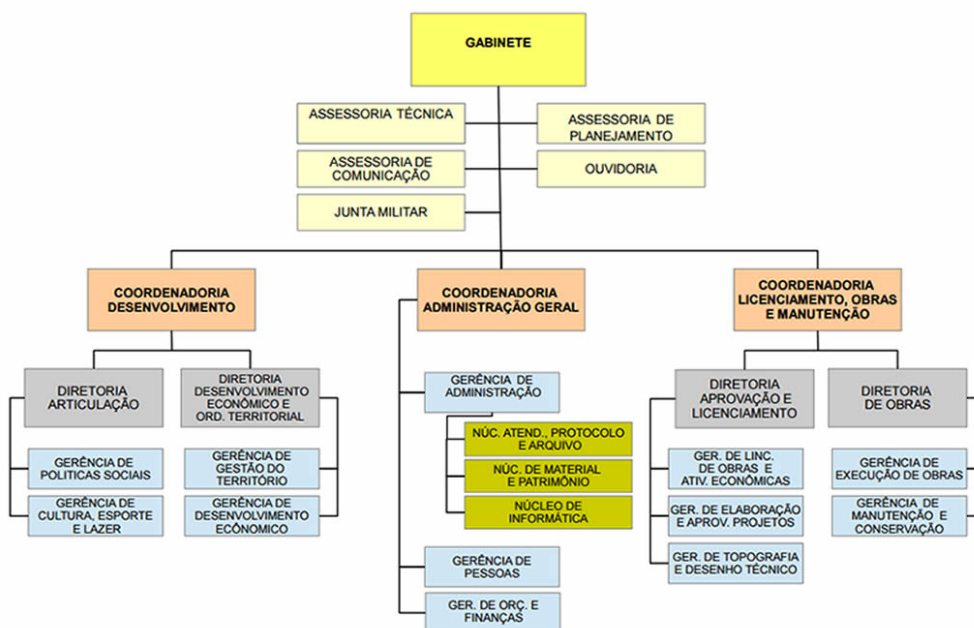 GABINETE
ASSESSORIA TÉCNICA
ASSESSORIA DE
PLANEJAMENTO
ASSESSORIA DE
COMUNICAÇÃO
OUVIDORIA
JUNTA MILITAR
COORDENADORIA
DESENVOLVIMENTO
COORDENADORIA
ADMINISTRAÇÃO GERAL
COORDENADORIA
LICENCIAMENTO, OBRAS
E MANUTENÇÃO
DIRETORIA
ARTICULAÇÃO
DIRETORIA
DESENVOLVIMENTO
ECONÔMICO E
ORD. TERRITORIAL
GERÊNCIA DE
POLITICAS SOCIAIS
GERÊNCIA DE
CULTURA, ESPORTE
E LAZER
GERÊNCIA DE
GESTÃO DO
TERRITÓRIO
GERÊNCIA DE
DESENVOLVIMENTO
ECÔNOMICO
GERÊNCIA DE
ADMINISTRAÇÃO
NÚC. ATEND., PROTOCOLO
E ARQUIVO
NÚC. DE MATERIAL
E PATRIMÔNIO
NÚCLEO DE
INFORMÁTICA
GERÊNCIA DE
PESSOAS
GER. DE ORÇ. E
FINANÇAS
DIRETORIA
APROVAÇÃO E
LICENCIAMENTO
DIRETORIA
DE OBRAS
GER. DE LINC.
DE OBRAS E
ATIV. ECONÔMICAS
GER. DE ELABORAÇÃO
E APROV. PROJETOS
GER. DE TOPOGRAFIA
E DESENHO TÉCNICO
GERÊNCIA DE
EXECUÇÃO DE OBRAS
GERÊNCIA DE
MANUTENÇÃO E
CONSERVAÇÃO